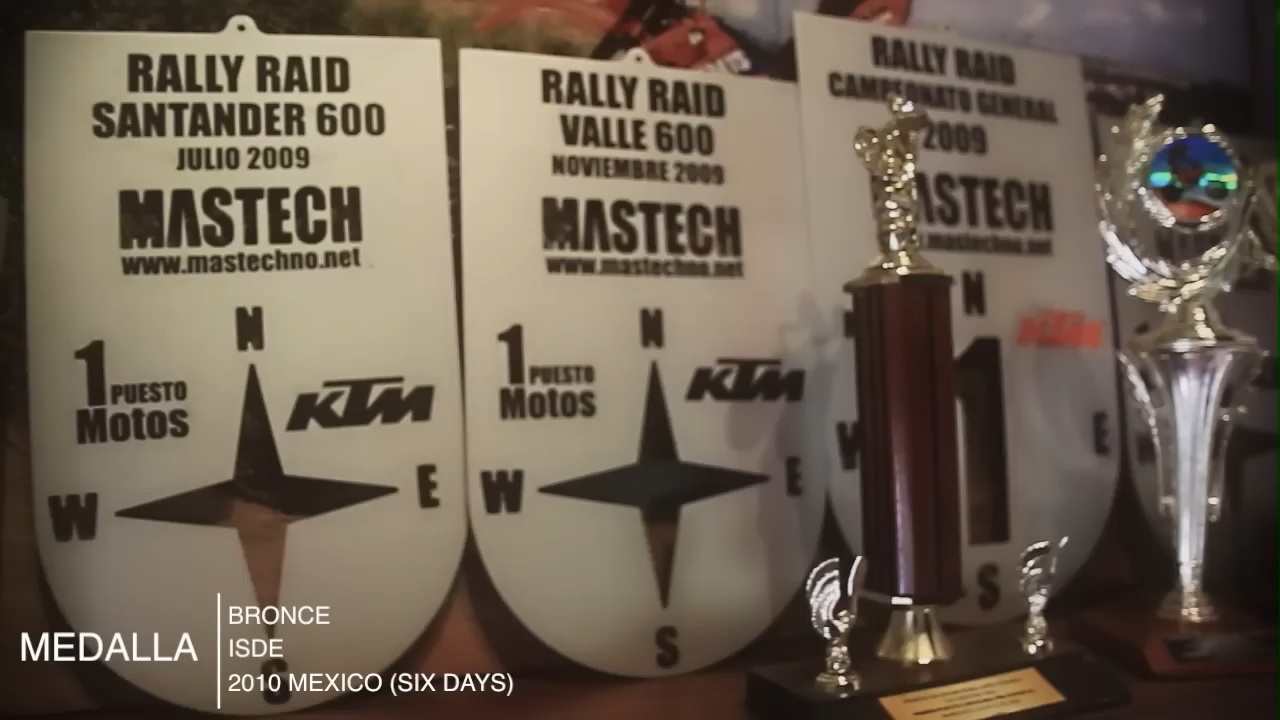 RALLY RAID
SANTANDER 600
JULIO 2009
MASTECH
www.mastechno.net
N
1 PUESTO
Motos
KTM
W
E
S
RALLY RAID
VALLE 600
NOVIEMBRE 2009
MASTECH
www.mastechno.net
N
1 PUESTO
Motos
KTM
W
E
S
RALLY RAID
CAMPEONATO GENERAL
2009
MASTECH
N
KTM
1
W
E
S
MEDALLA
BRONCE
ISDE
2010 MEXICO (SIX DAYS)